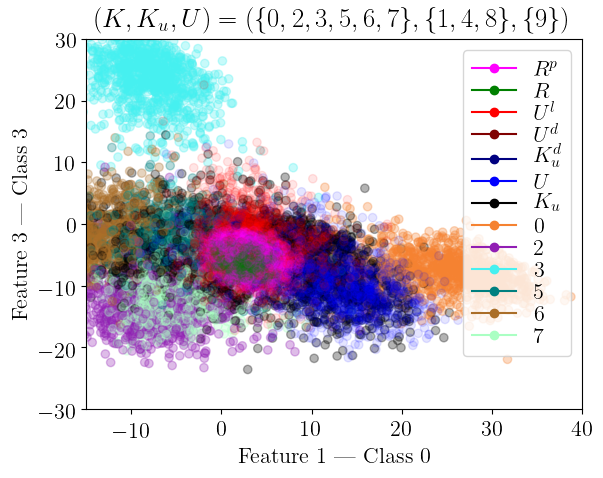 (K, K_u, U) = ({0, 2, 3, 5, 6, 7}, {1, 4, 8}, {9})
30
20
10
0
−10
−20
−30
Feature 3 — Class 3
−10
0
10
20
30
40
Feature 1 — Class 0
R^p
R
U^l
U^d
K_u^d
U
K_u
0
2
3
5
6
7